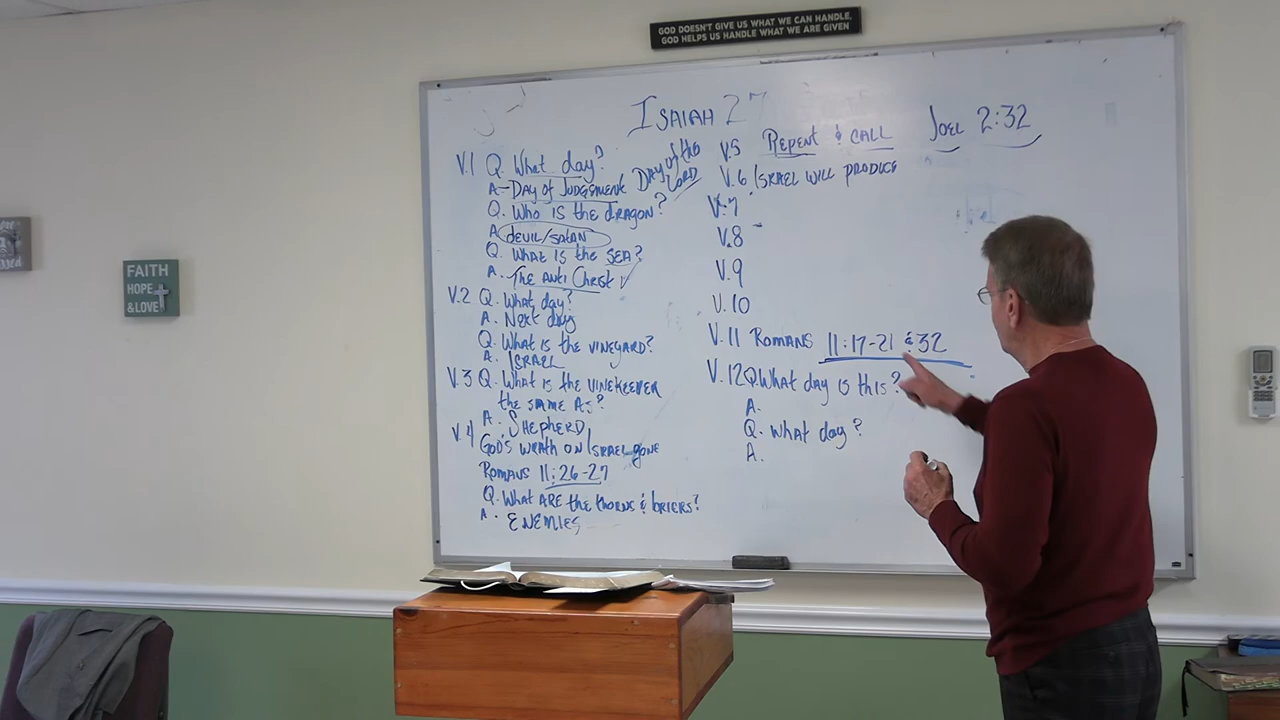 GOD DOESN'T GIVE US WHAT WE CAN HANDLE,
GOD HELPS US HANDLE WHAT WE ARE GIVEN
FAITH
HOPE
& LOVE
ISAIAH 27
V.1 Q. What day?
A-Day of Judgement Day of the Lord
Q. Who is the dragon?
A devil/satan
Q. What is the SEA?
A. The Anti Christ ✓
V.2 Q. What day?
A. Next day
Q. What is the vineyard?
A. ISRAEL
V.3 Q. What is the vinekeeper
the same as?
A. Shepherd
V.4 God's wrath on Israel gone
Romans 11:26-27
Q. What are the thorns & briers?
A. ENEMIES
V.5 Repent & CALL Joel 2:32
V.6 ISRAEL WILL PRODUCE
V.7
V.8
V.9
V.10
V.11 Romans 11:17-21 & 32
V.12 Q What day is this?
A.
Q. What day?
A.